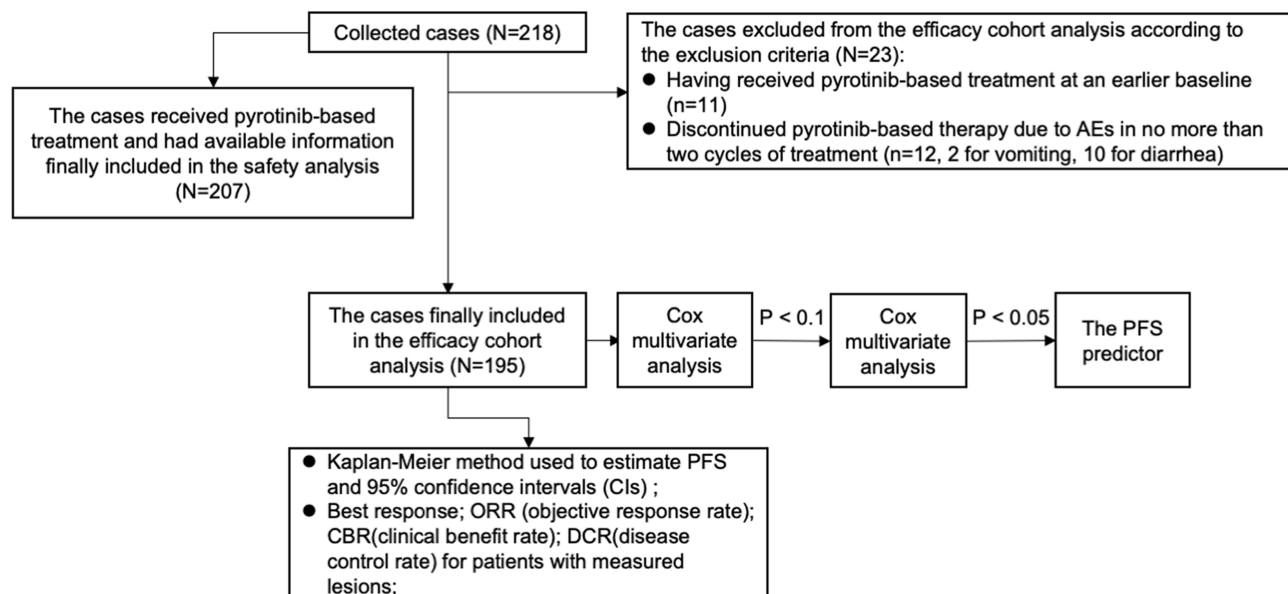 Collected cases (N=218)
The cases excluded from the efficacy cohort analysis according to
the exclusion criteria (N=23):
● Having received pyrotinib-based treatment at an earlier baseline
(n=11)
● Discontinued pyrotinib-based therapy due to AEs in no more than
two cycles of treatment (n=12, 2 for vomiting, 10 for diarrhea)
The cases received pyrotinib-based
treatment and had available information
finally included in the safety analysis
(N=207)
The cases finally included
in the efficacy cohort
analysis (N=195)
Cox
multivariate
analysis
P < 0.1
Cox
multivariate
analysis
P < 0.05
The PFS
predictor
● Kaplan-Meier method used to estimate PFS
and 95% confidence intervals (CIs) ;
● Best response; ORR (objective response rate);
CBR(clinical benefit rate); DCR(disease
control rate) for patients with measured
lesions;